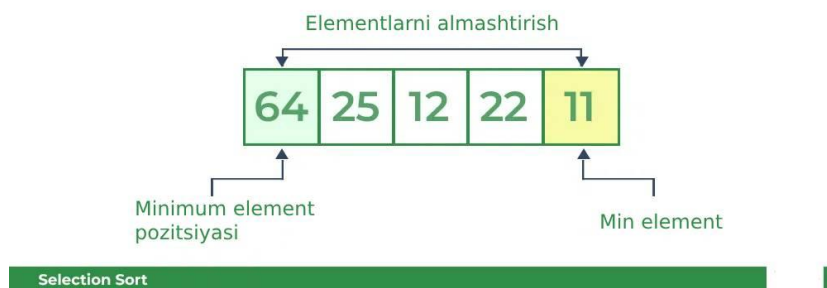 Elementlarni almashtirish
64 25 12 22 11
Minimum element
pozitsiyasi
Min element
Selection Sort